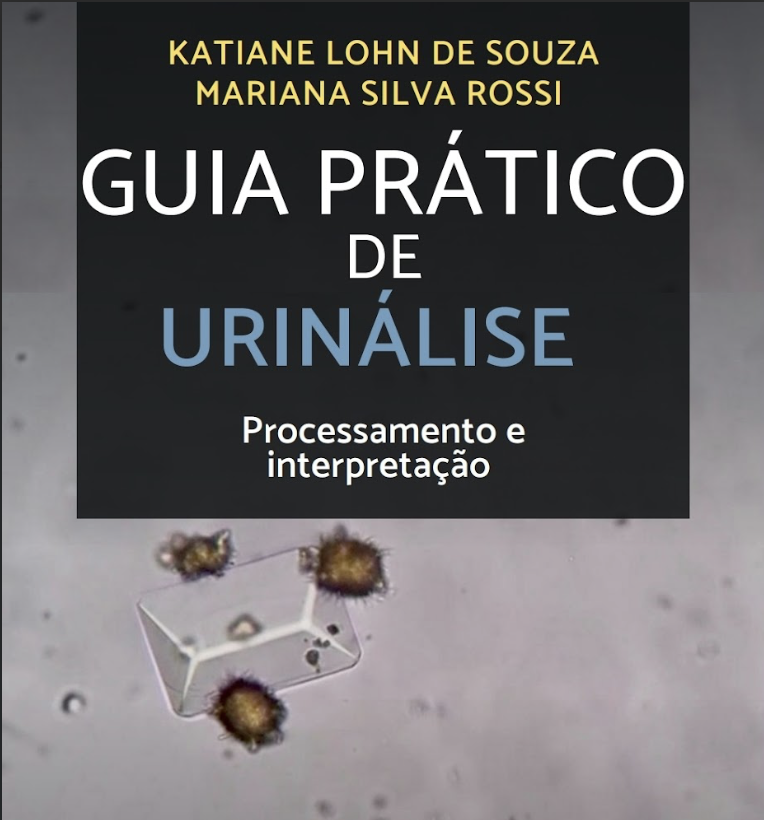 KATIANE LOHN DE SOUZA
MARIANA SILVA ROSSI
GUIA PRÁTICO
DE
URINÁLISE
Processamento e
interpretação